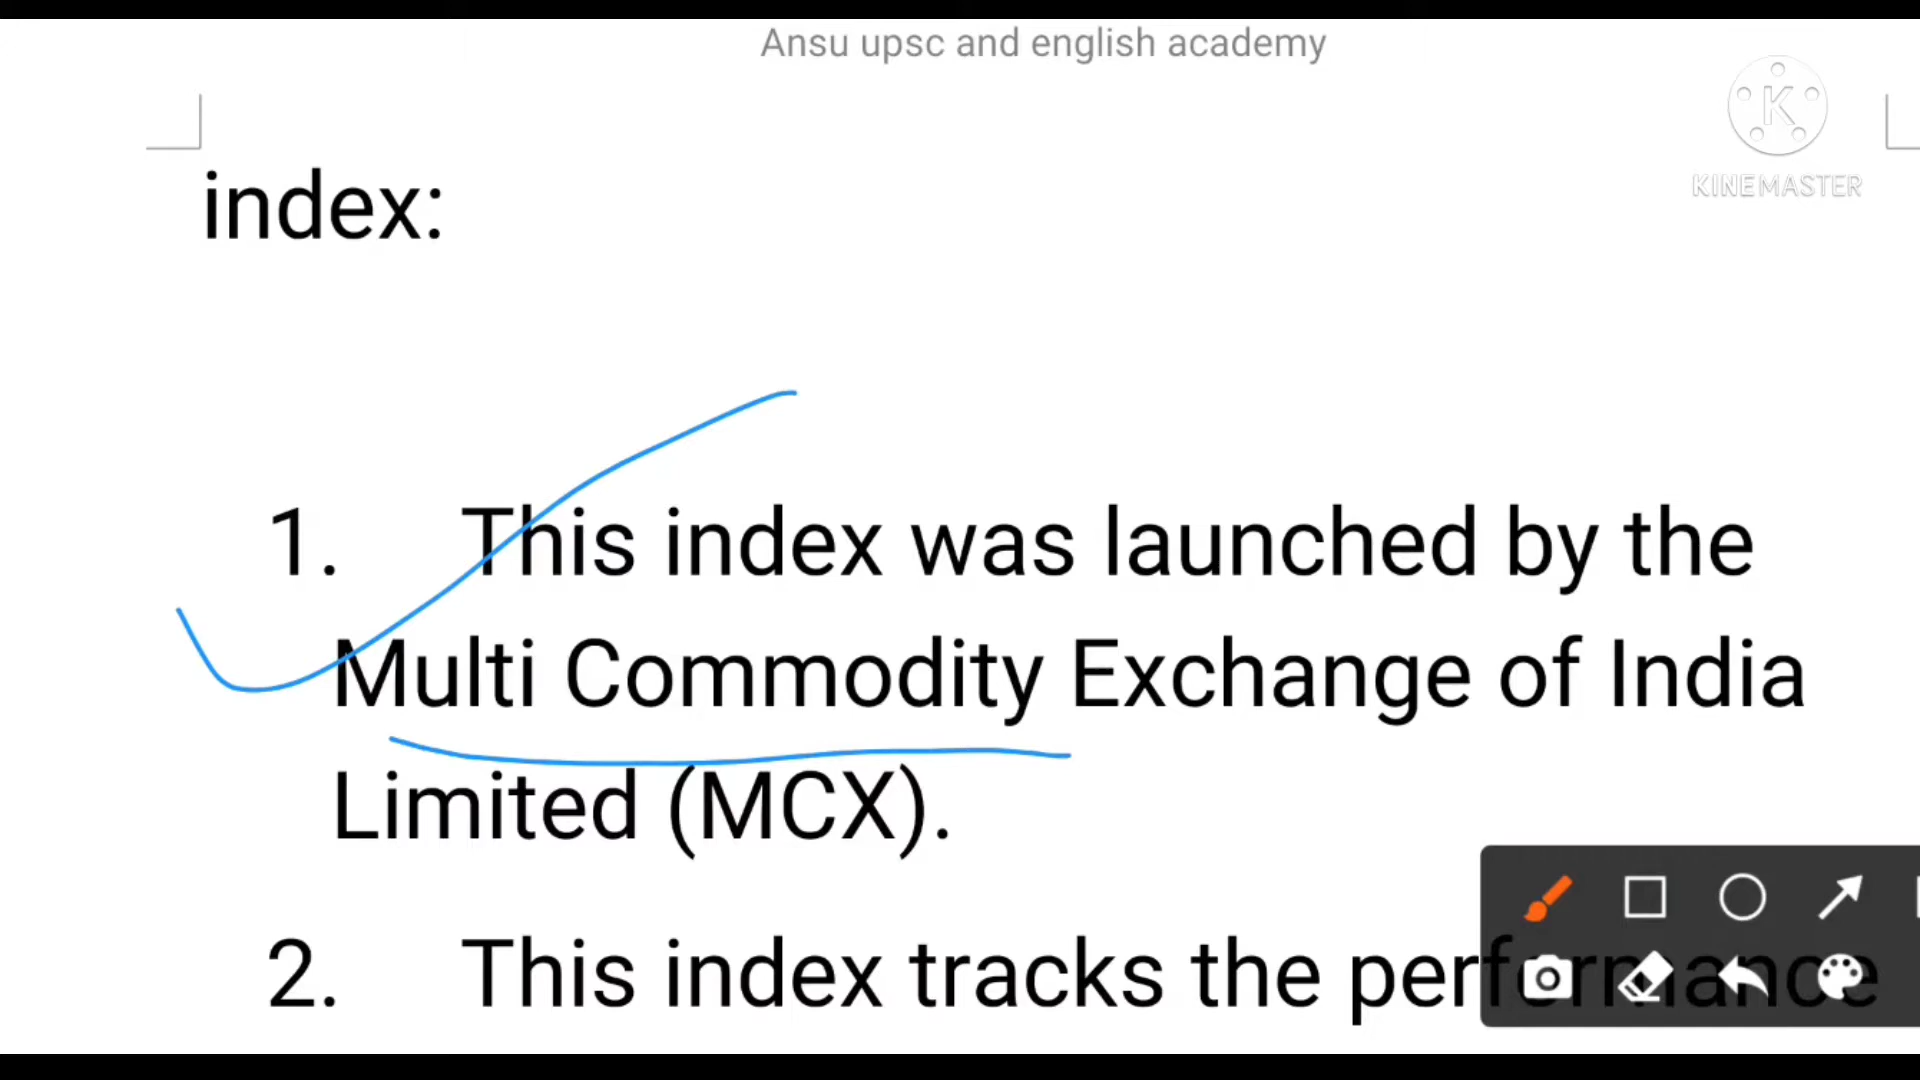 Ansu upsc and english academy
K
KINEMASTER
index:
1. This index was launched by the
Multi Commodity Exchange of India
Limited (MCX).
2. This index tracks the performance